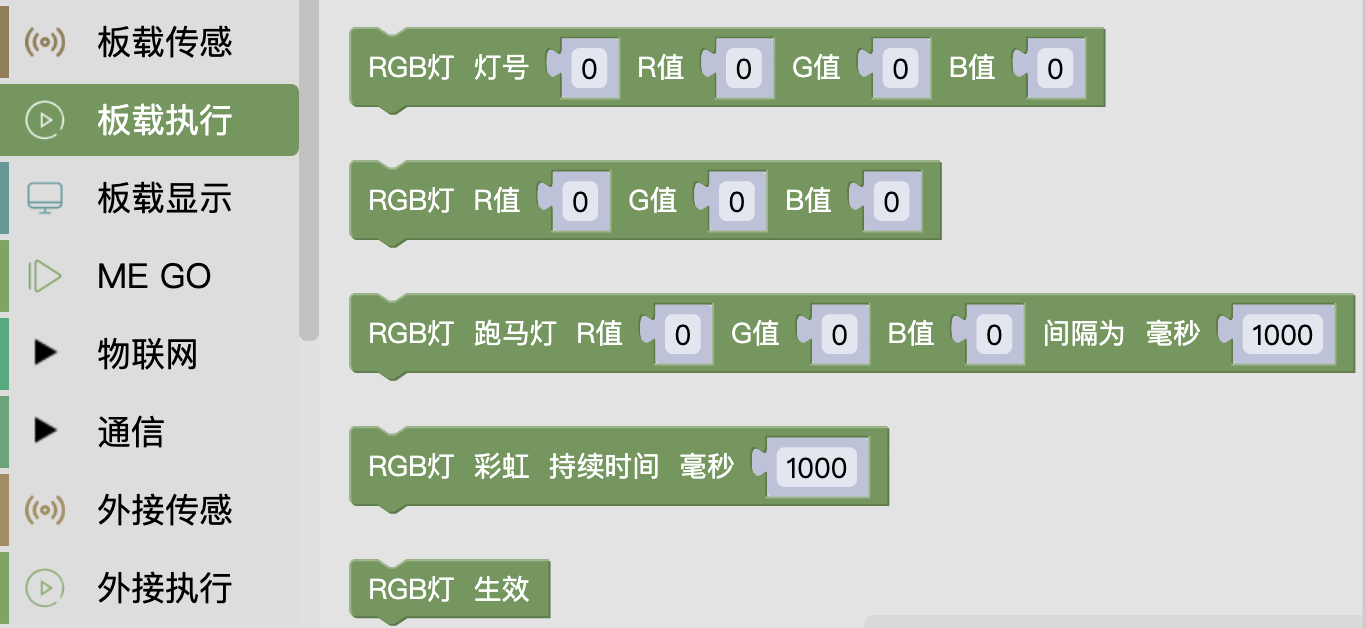 板载传感
板载执行
板载显示
ME GO
物联网
通信
外接传感
外接执行
RGB灯 灯号 0 R值 0 G值 0 B值 0
RGB灯 R值 0 G值 0 B值 0
RGB灯 跑马灯 R值 0 G值 0 B值 0 间隔为 毫秒 1000
RGB灯 彩虹 持续时间 毫秒 1000
RGB灯 生效